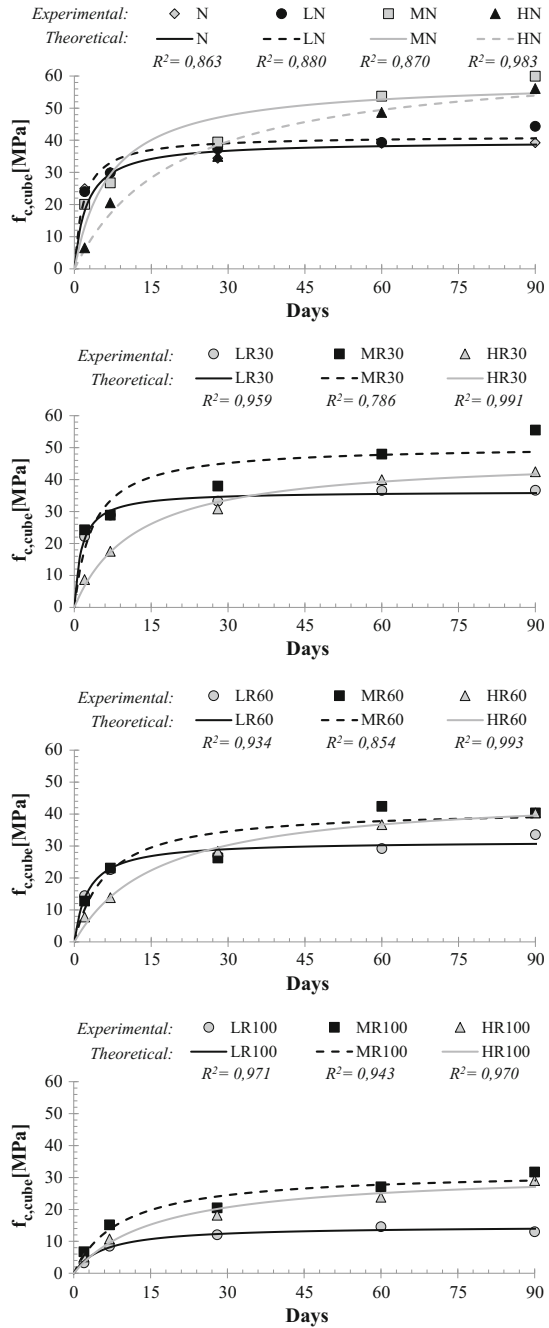 Experimental: N LN MN HN
Theoretical: N LN MN HN
R²= 0,863 R²= 0,880 R²= 0,870 R²= 0,983
60
50
40
30
20
10
0
f c,cube [MPa]
0 15 30 45 60 75 90
Days
Experimental: LR30 MR30 HR30
Theoretical: LR30 MR30 HR30
R²= 0,959 R²= 0,786 R²= 0,991
60
50
40
30
20
10
0
f c,cube [MPa]
0 15 30 45 60 75 90
Days
Experimental: LR60 MR60 HR60
Theoretical: LR60 MR60 HR60
R²= 0,934 R²= 0,854 R²= 0,993
60
50
40
30
20
10
0
f c,cube [MPa]
0 15 30 45 60 75 90
Days
Experimental: LR100 MR100 HR100
Theoretical: LR100 MR100 HR100
R²= 0,971 R²= 0,943 R²= 0,970
60
50
40
30
20
10
0
f c,cube [MPa]
0 15 30 45 60 75 90
Days